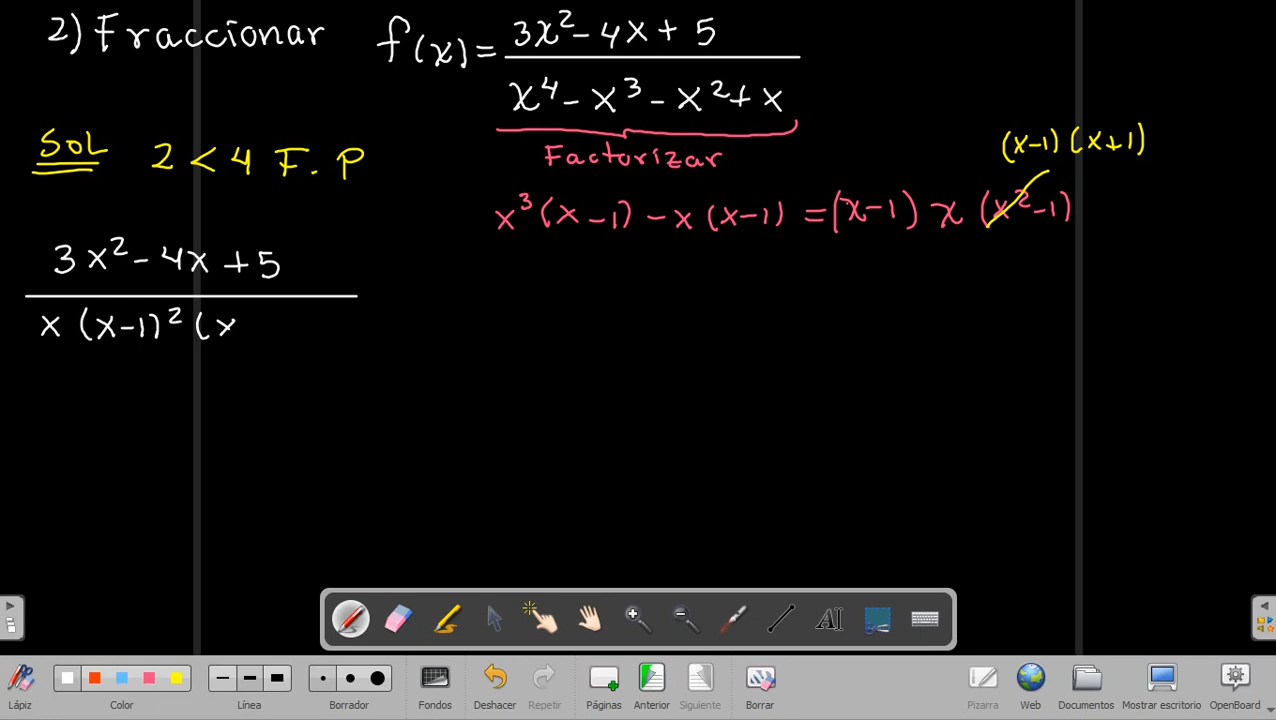 2) Fraccionar f(x) = 3x² - 4x + 5
x⁴ - x³ - x² + x
Factorizar
SOL 2 < 4 F. P
(x-1) (x+1)
x³ (x - 1) - x (x-1) = (x-1) x (x² - 1)
3x² - 4x + 5
x (x-1)² (x
Lápiz Color Línea Borrador Fondos Deshacer Repetir Páginas Anterior Siguiente Borrar Pizarra Web Documentos Mostrar escritorio OpenBoard